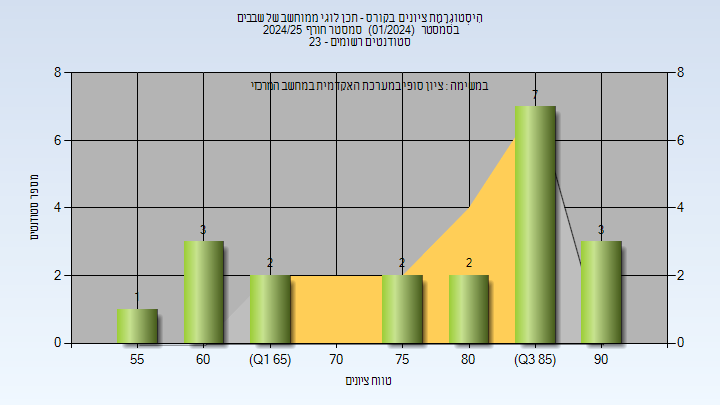 היסטוגרמת ציונים בקורס - תכן לוגי ממוחשב של שבבים
בסמסטר (01/2024) סמסטר חורף 2024/25
סטודנטים רשומים - 23
במשימה : ציון סופי במערכת האקדמית במחשב המרכזי
8 8
6 6
4 4
2 2
0 0
1 3 2 2 2 7 3
55 60 (Q1 65) 70 75 80 (Q3 85) 90
מספר סטודנטים
טווח ציונים